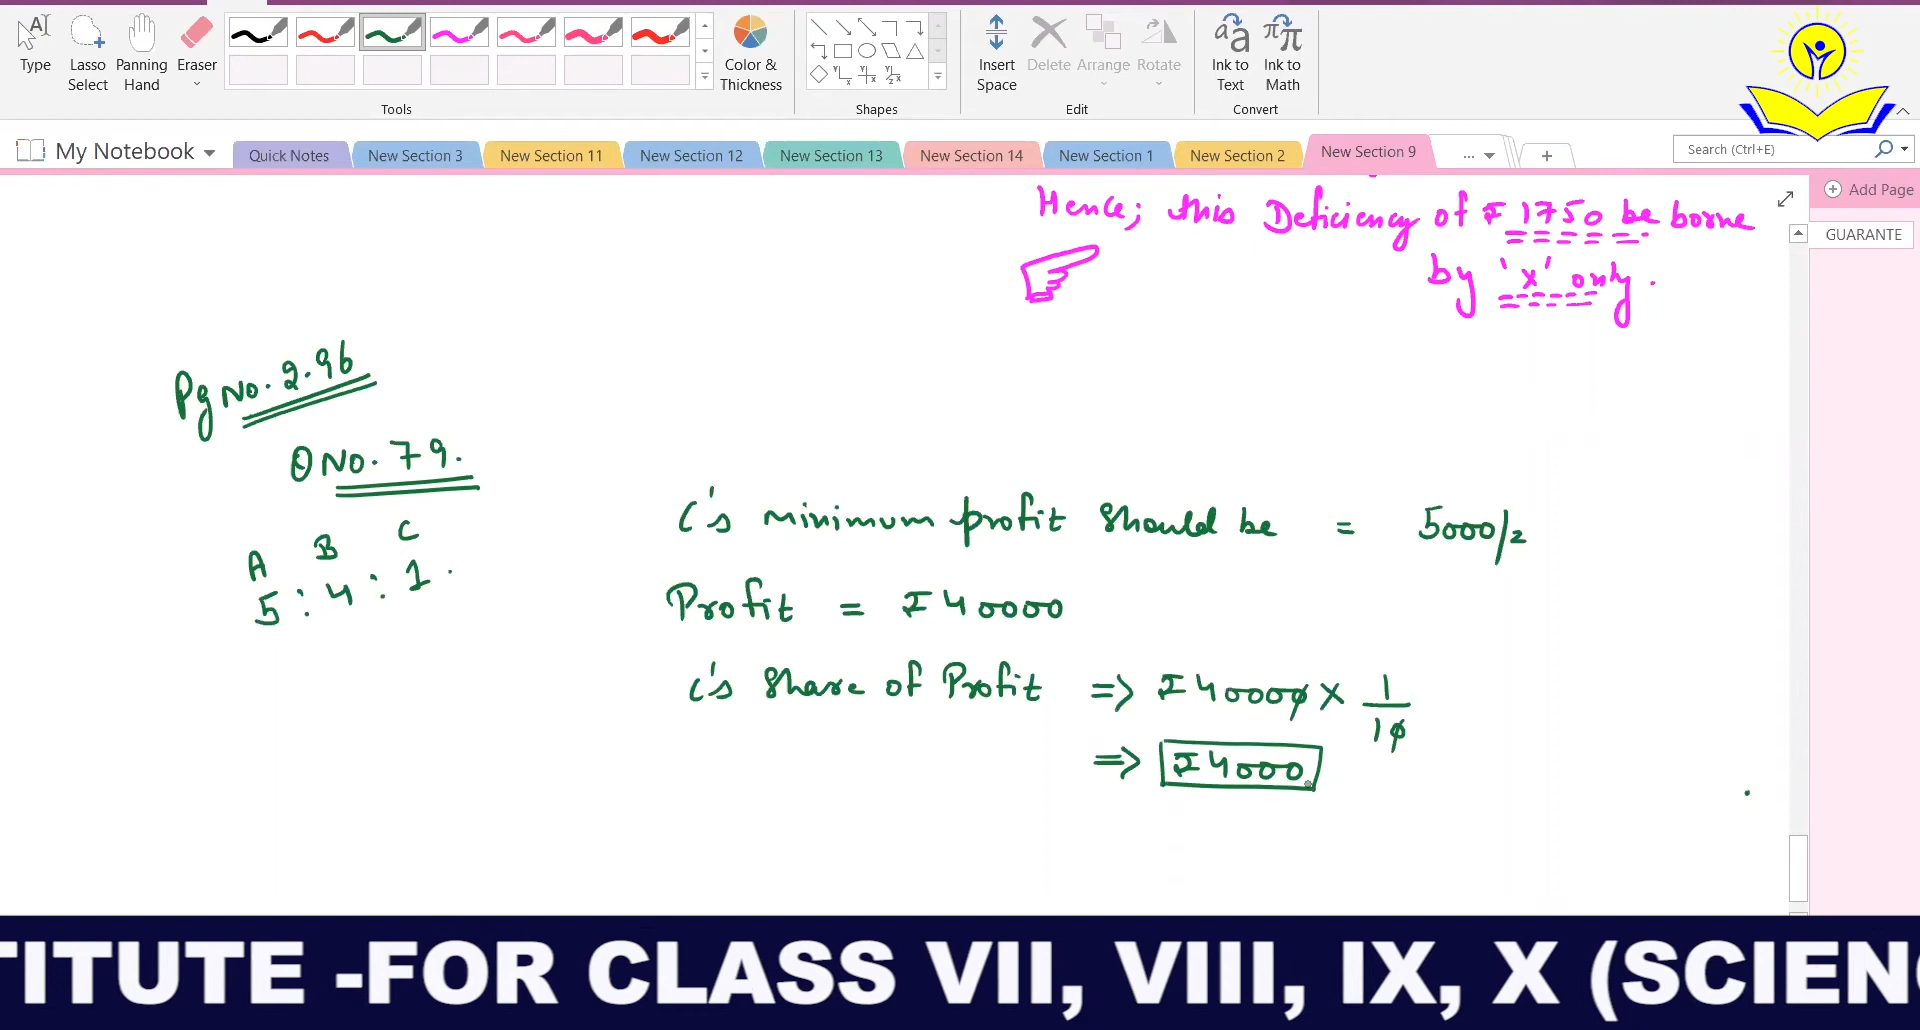 Type
Lasso Select
Panning Hand
Eraser
Color & Thickness
Insert Space
Delete
Arrange
Rotate
Ink to Text
Ink to Math
Tools
Shapes
Edit
Convert
My Notebook
Quick Notes
New Section 3
New Section 11
New Section 12
New Section 13
New Section 14
New Section 1
New Section 2
New Section 9
...
Search (Ctrl+E)
Add Page
GUARANTE
Hence; this Deficiency of ₹ 1750 be borne
by 'x' only.
Pg No. 2.96
Q No. 79.
A B C
5 : 4 : 1.
C's minimum profit should be = 5000/2
Profit = ₹ 40000
C's Share of Profit => ₹ 40000 x 1/10
=> ₹ 4000
TITUTE -FOR CLASS VII, VIII, IX, X (SCIEN